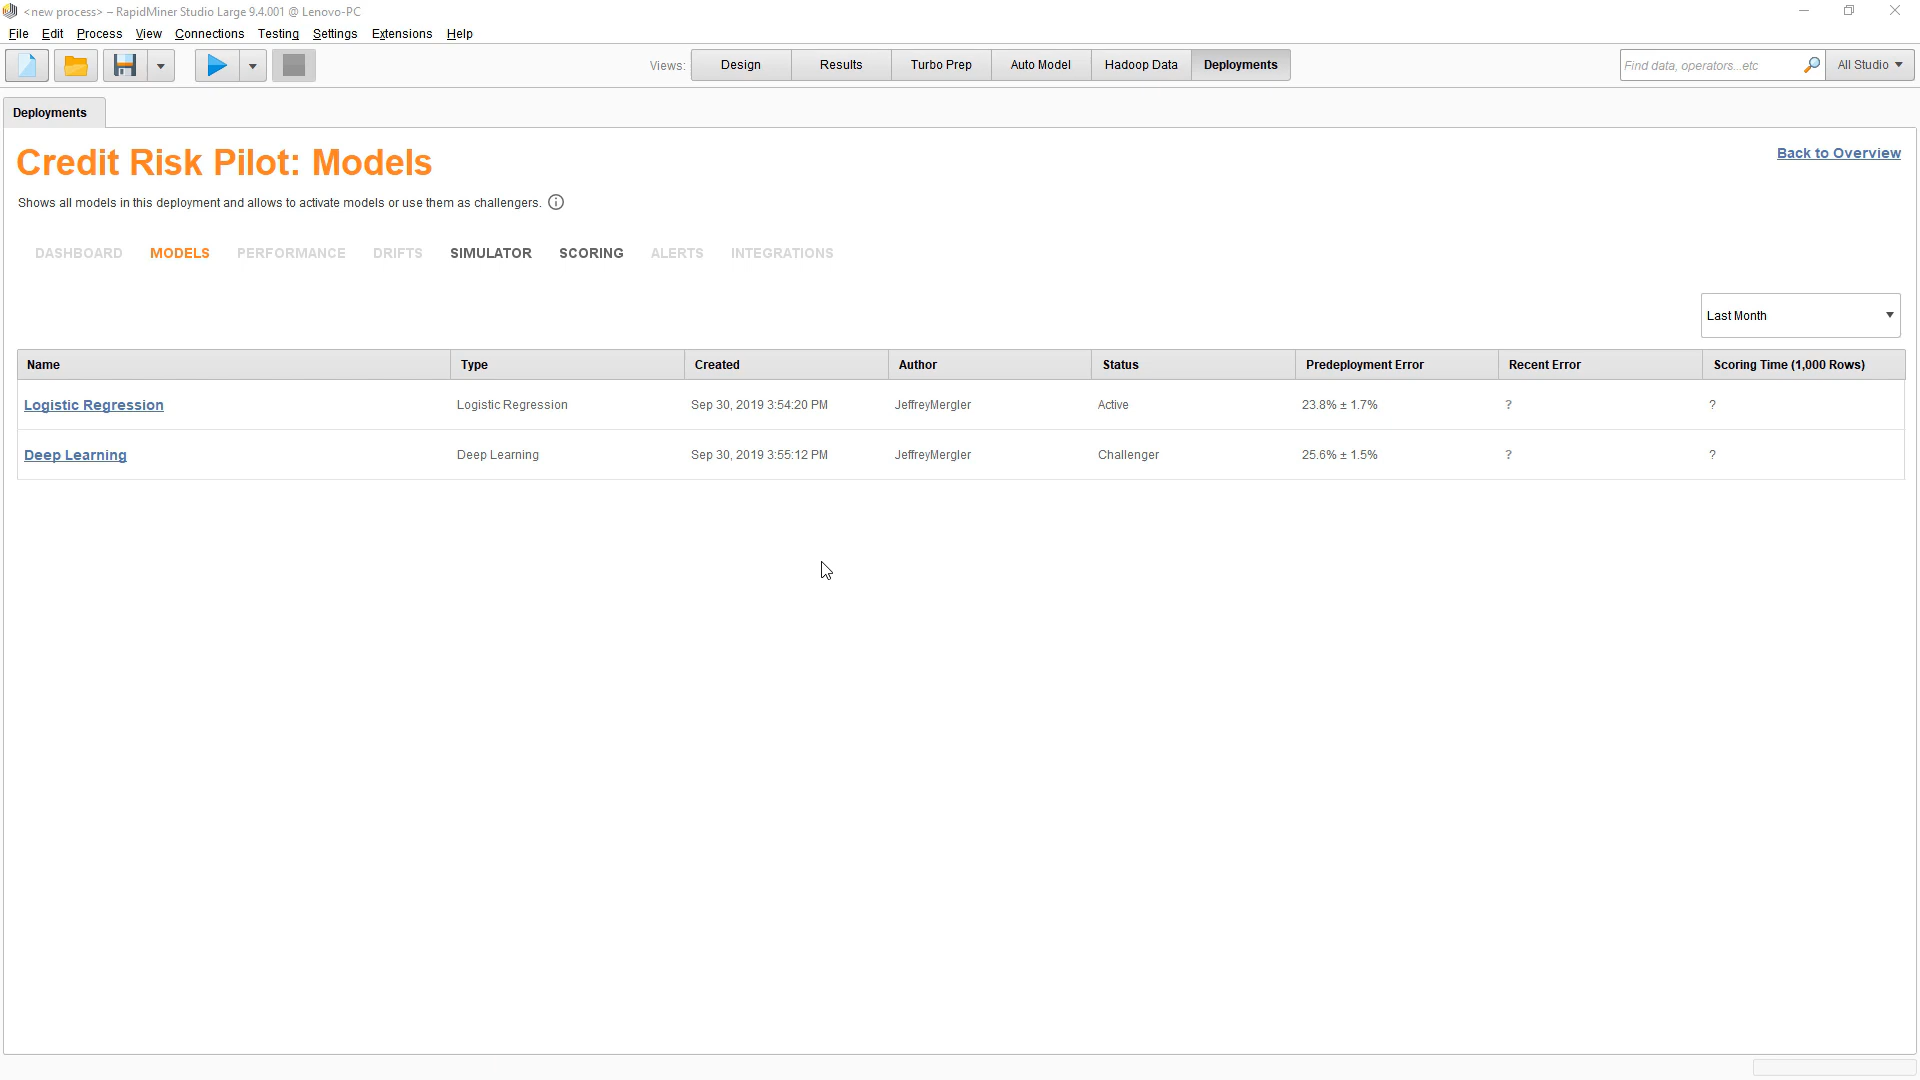 <new process> – RapidMiner Studio Large 9.4.001 @ Lenovo-PC
File Edit Process View Connections Testing Settings Extensions Help
Views: Design Results Turbo Prep Auto Model Hadoop Data Deployments
Find data, operators...etc All Studio
Deployments
Credit Risk Pilot: Models
Back to Overview
Shows all models in this deployment and allows to activate models or use them as challengers.
DASHBOARD MODELS PERFORMANCE DRIFTS SIMULATOR SCORING ALERTS INTEGRATIONS
Last Month
Name Type Created Author Status Predeployment Error Recent Error Scoring Time (1,000 Rows)
Logistic Regression Logistic Regression Sep 30, 2019 3:54:20 PM JeffreyMergler Active 23.8% ± 1.7% ? ?
Deep Learning Deep Learning Sep 30, 2019 3:55:12 PM JeffreyMergler Challenger 25.6% ± 1.5% ? ?